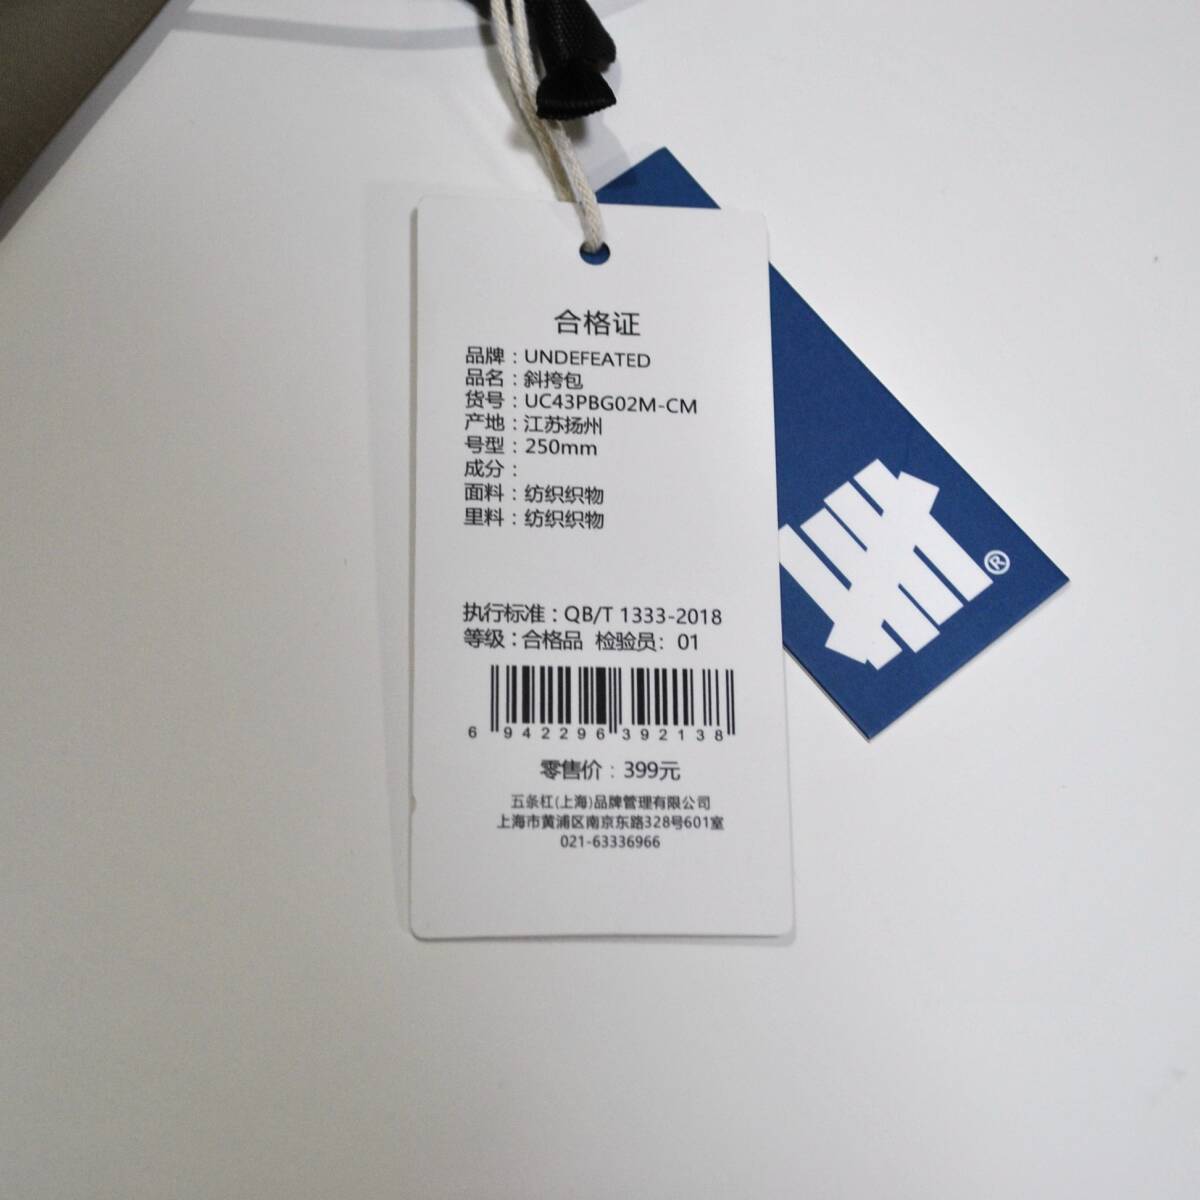 合格证
品牌：UNDEFEATED
品名：斜挎包
货号：UC43PBG02M-CM
产地：江苏扬州
号型：250mm
成分：
面料：纺织织物
里料：纺织织物
执行标准：QB/T 1333-2018
等级：合格品 检验员：01
6 942296 392138
零售价：399元
五条杠(上海)品牌管理有限公司
上海市黄浦区南京东路328号601室
021-63336966
®